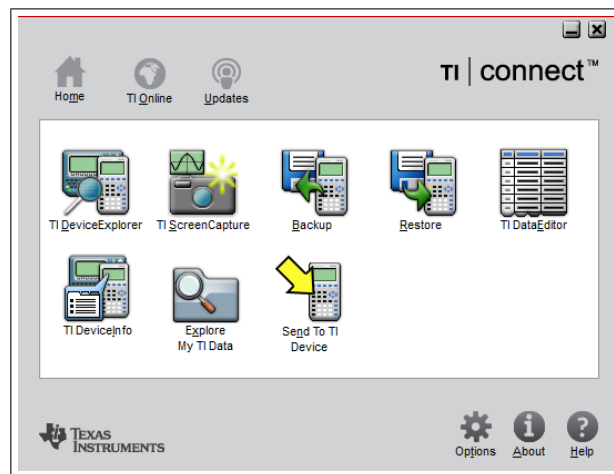 TI | connect™
Home
TI Online
Updates
TI DeviceExplorer
TI ScreenCapture
Backup
Restore
TI DataEditor
TI DeviceInfo
Explore
My TI Data
Send To TI
Device
TEXAS
INSTRUMENTS
Options
About
Help